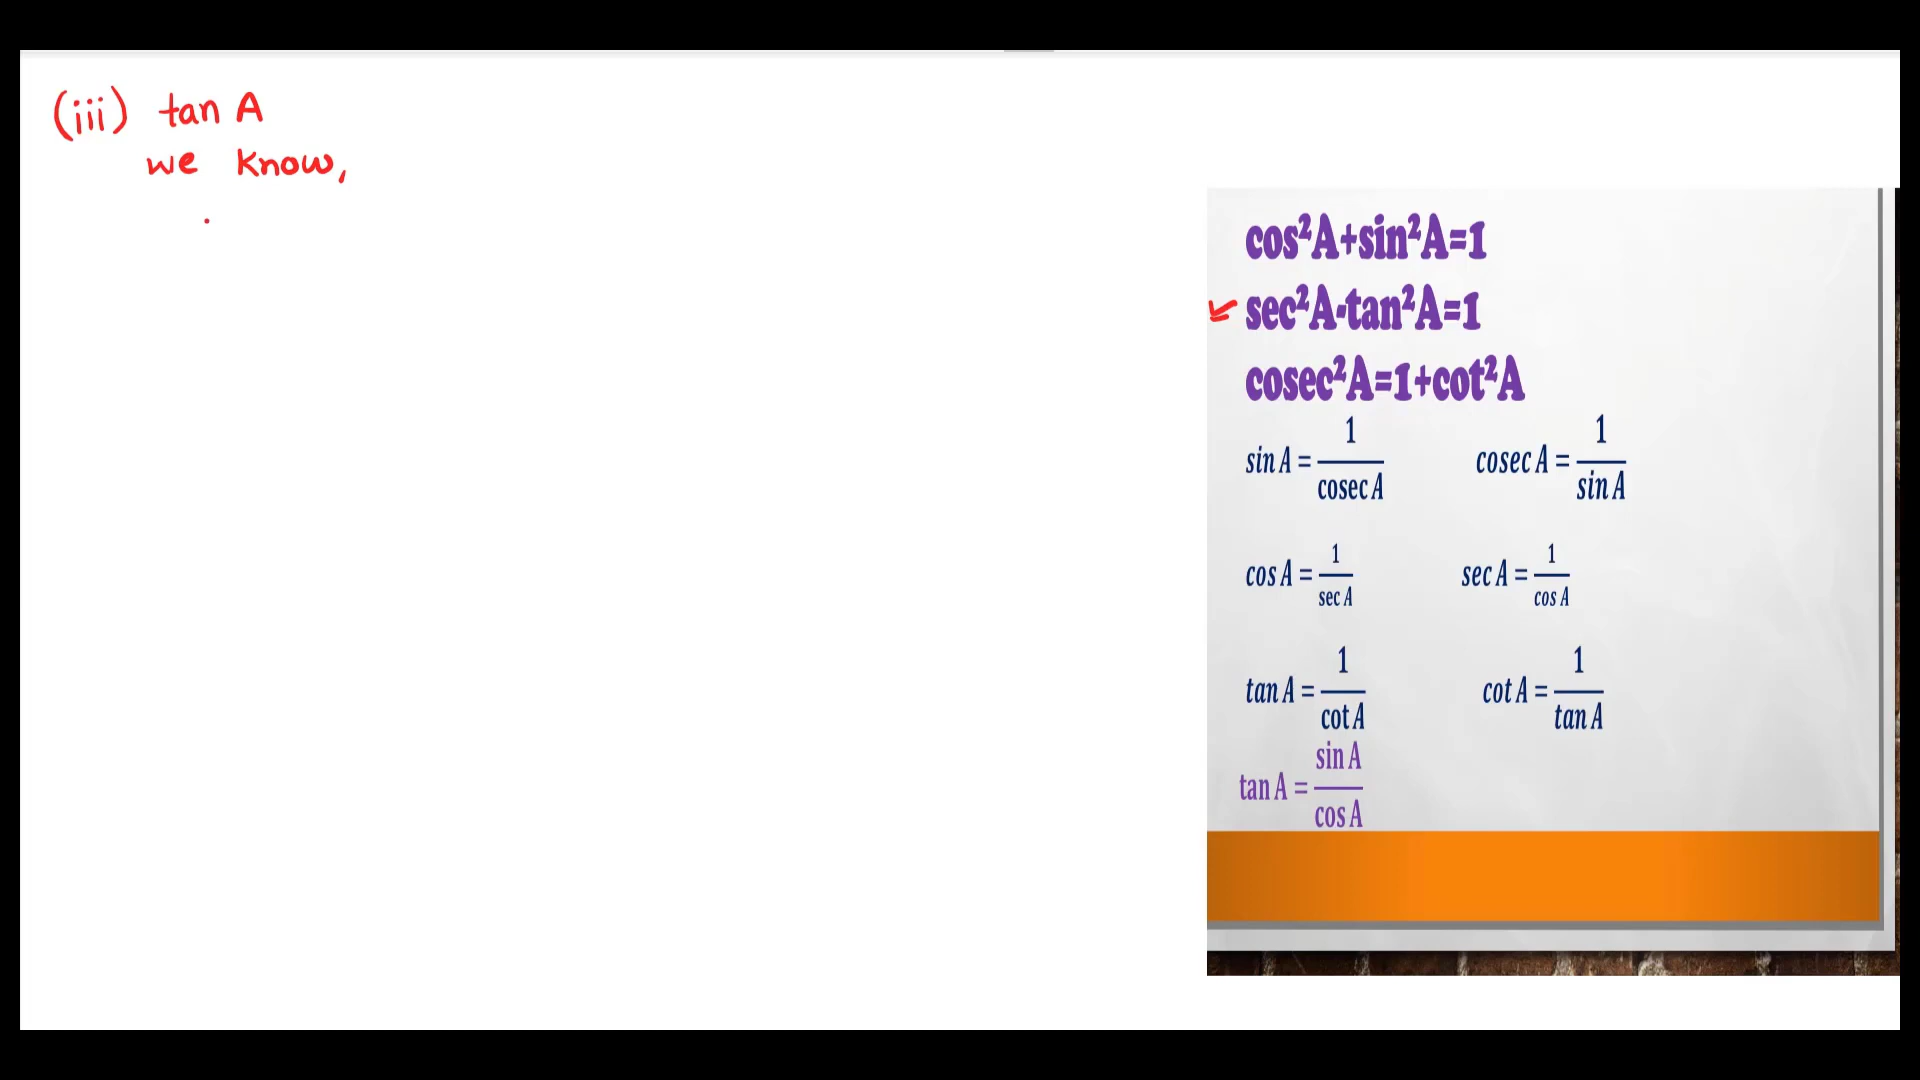 (iii) tan A
we know,
cos²A+sin²A=1
sec²A-tan²A=1
cosec²A=1+cot²A
sin A = 1/cosec A
cosec A = 1/sin A
cos A = 1/sec A
sec A = 1/cos A
tan A = 1/cot A
cot A = 1/tan A
tan A = sin A/cos A